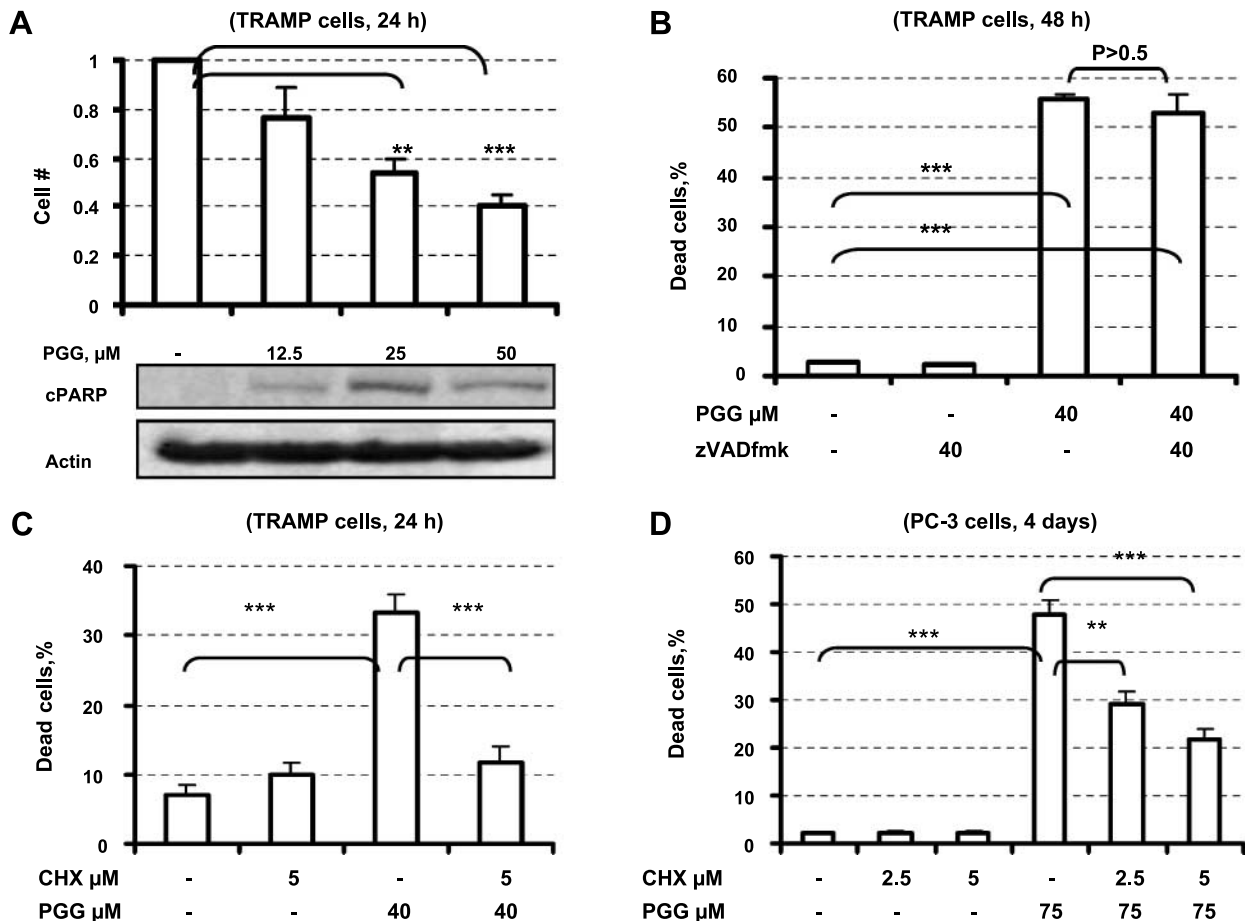 A
(TRAMP cells, 24 h)
1
0.8
0.6
0.4
0.2
0
Cell #
** ***
PGG, µM - 12.5 25 50
cPARP
Actin
B
(TRAMP cells, 48 h)
P>0.5
60
50
40
30
20
10
0
Dead cells,%
***
***
PGG µM - - 40 40
zVADfmk - 40 - 40
C
(TRAMP cells, 24 h)
40
30
20
10
0
Dead cells,%
*** ***
CHX µM - 5 - 5
PGG µM - - 40 40
D
(PC-3 cells, 4 days)
60
50
40
30
20
10
0
Dead cells,%
***
*** **
CHX µM - 2.5 5 - 2.5 5
PGG µM - - - 75 75 75